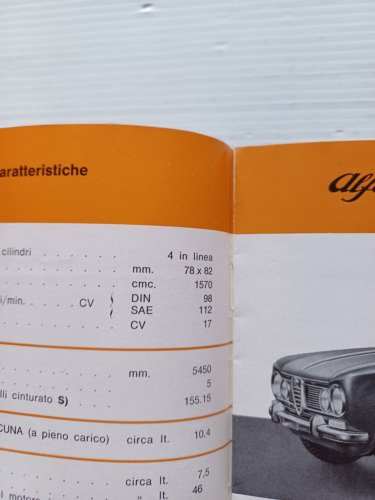 aratteristiche
cilindri . . . . . . . . 4 in linea
mm. 78 x 82
cmc. 1570
i/min. . . . . . CV DIN 98
SAE 112
CV 17
mm. 5450
5
lli cinturato S) . . . . 155.15
CUNA (a pieno carico) circa lt. 10,4
circa lt. 7,5
motore » lt. 46
alf